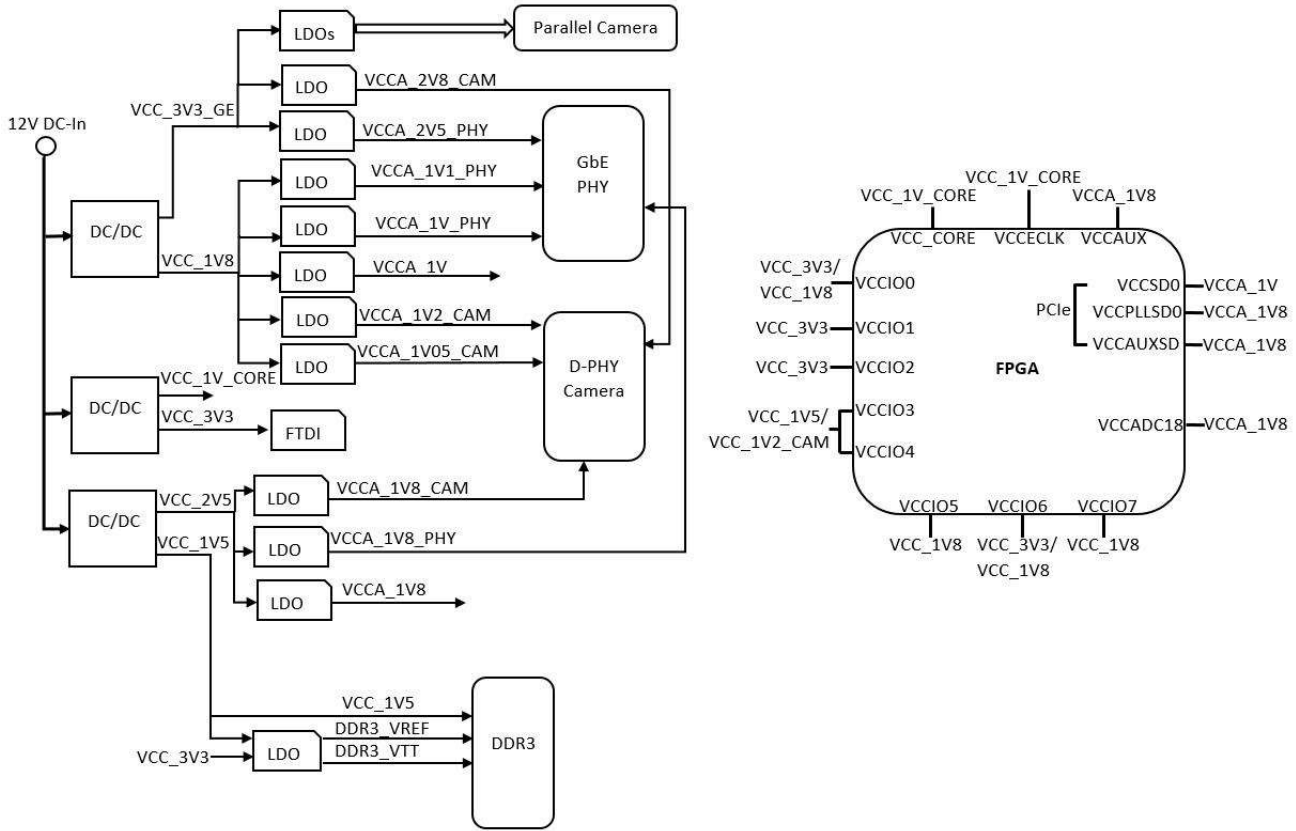 12V DC-In
DC/DC
VCC_3V3_GE
VCC_1V8
LDOs
Parallel Camera
LDO
VCCA_2V8_CAM
LDO
VCCA_2V5_PHY
LDO
VCCA_1V1_PHY
LDO
VCCA_1V_PHY
LDO
VCCA_1V
LDO
VCCA_1V2_CAM
LDO
VCCA_1V05_CAM
GbE
PHY
D-PHY
Camera
DC/DC
VCC_1V_CORE
VCC_3V3
FTDI
DC/DC
VCC_2V5
VCC_1V5
LDO
VCCA_1V8_CAM
LDO
VCCA_1V8_PHY
LDO
VCCA_1V8
VCC_1V5
DDR3_VREF
VCC_3V3
LDO
DDR3_VTT
DDR3
VCC_1V_CORE
VCC_1V_CORE
VCCA_1V8
VCC_CORE
VCCECLK
VCCAUX
VCC_3V3/
VCC_1V8
VCCIO0
VCC_3V3
VCCIO1
VCC_3V3
VCCIO2
VCC_1V5/
VCC_1V2_CAM
VCCIO3
VCCIO4
FPGA
PCIe
VCCSD0
VCCA_1V
VCCPLLSD0
VCCA_1V8
VCCAUXSD
VCCA_1V8
VCCADC18
VCCA_1V8
VCCIO5
VCCIO6
VCCIO7
VCC_1V8
VCC_3V3/
VCC_1V8
VCC_1V8